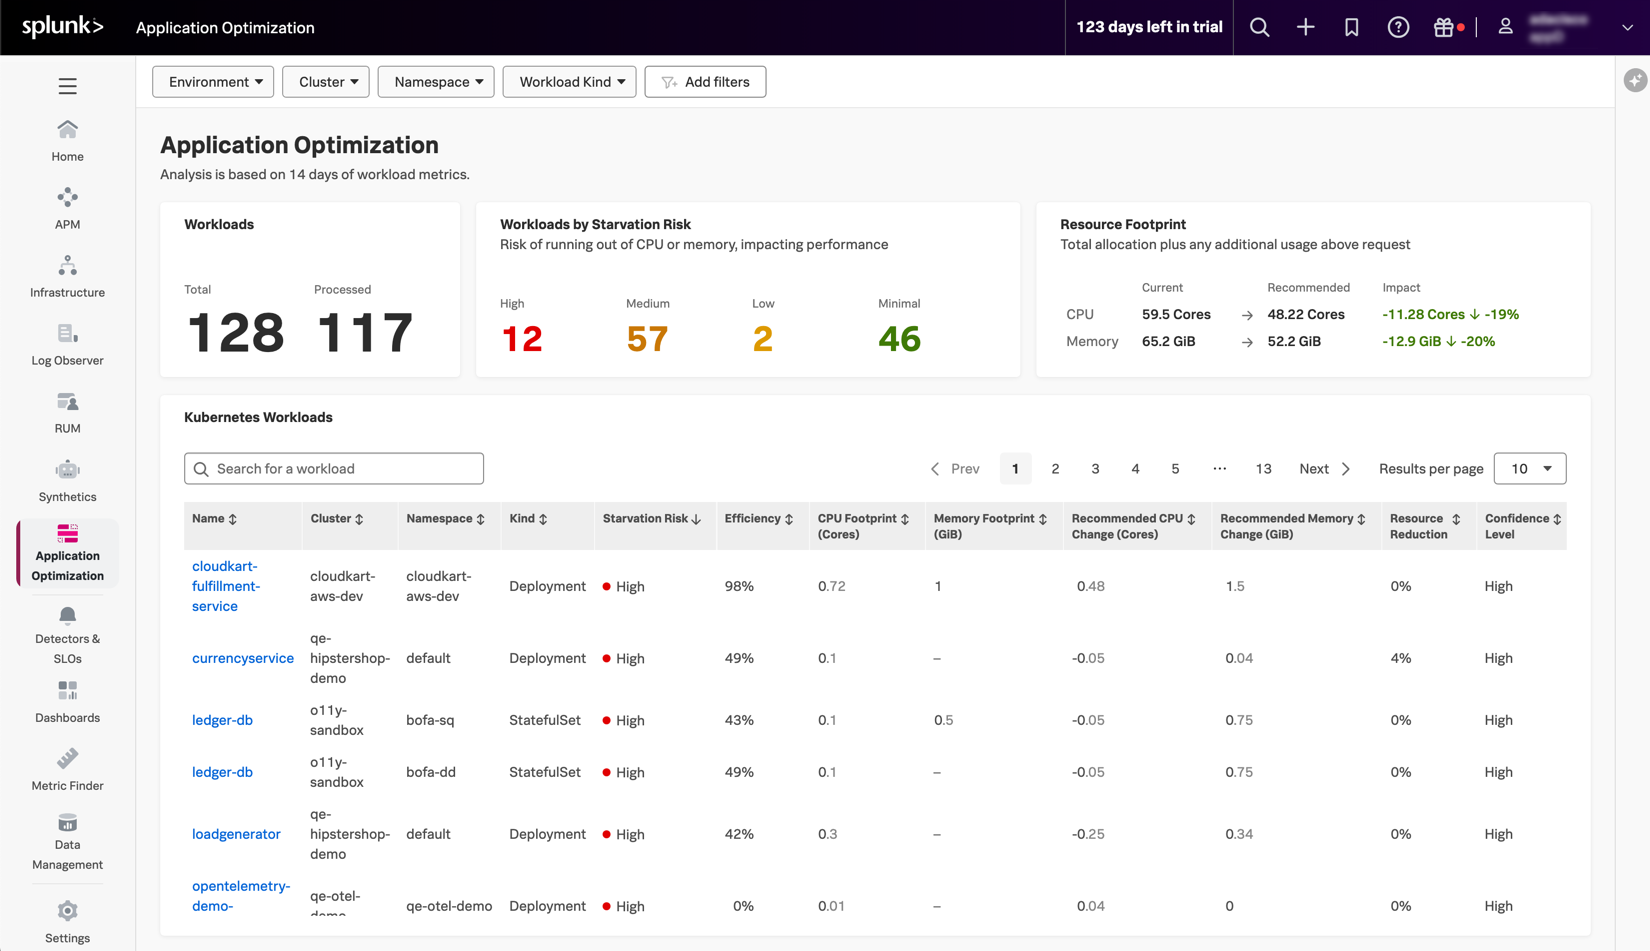 splunk>
Application Optimization
123 days left in trial
Environment
Cluster
Namespace
Workload Kind
Add filters
Home
APM
Infrastructure
Log Observer
RUM
Synthetics
Application
Optimization
Detectors &
SLOs
Dashboards
Metric Finder
Data
Management
Settings
Application Optimization
Analysis is based on 14 days of workload metrics.
Workloads
Total
Processed
128
117
Workloads by Starvation Risk
Risk of running out of CPU or memory, impacting performance
High
Medium
Low
Minimal
12
57
2
46
Resource Footprint
Total allocation plus any additional usage above request
Current Recommended Impact
CPU 59.5 Cores → 48.22 Cores -11.28 Cores ↓ -19%
Memory 65.2 GiB → 52.2 GiB -12.9 GiB ↓ -20%
Kubernetes Workloads
Search for a workload
Prev 1 2 3 4 5 ··· 13 Next Results per page 10
Name Cluster Namespace Kind Starvation Risk Efficiency CPU Footprint Memory Footprint Recommended CPU Recommended Memory Resource Confidence
(Cores) (GiB) Change (Cores) Change (GiB) Reduction Level
cloudkart-
fulfillment-
service
cloudkart-
aws-dev
cloudkart-
aws-dev
Deployment High 98% 0.72 1 0.48 1.5 0% High
currencyservice
qe-
hipstershop-
demo
default Deployment High 49% 0.1 – -0.05 0.04 4% High
ledger-db
o11y-
sandbox
bofa-sq StatefulSet High 43% 0.1 0.5 -0.05 0.75 0% High
ledger-db
o11y-
sandbox
bofa-dd StatefulSet High 49% 0.1 – -0.05 0.75 0% High
loadgenerator
qe-
hipstershop-
demo
default Deployment High 42% 0.3 – -0.25 0.34 0% High
opentelemetry-
demo-
qe-otel-
demo
qe-otel-demo Deployment High 0% 0.01 – 0.04 0 0% High